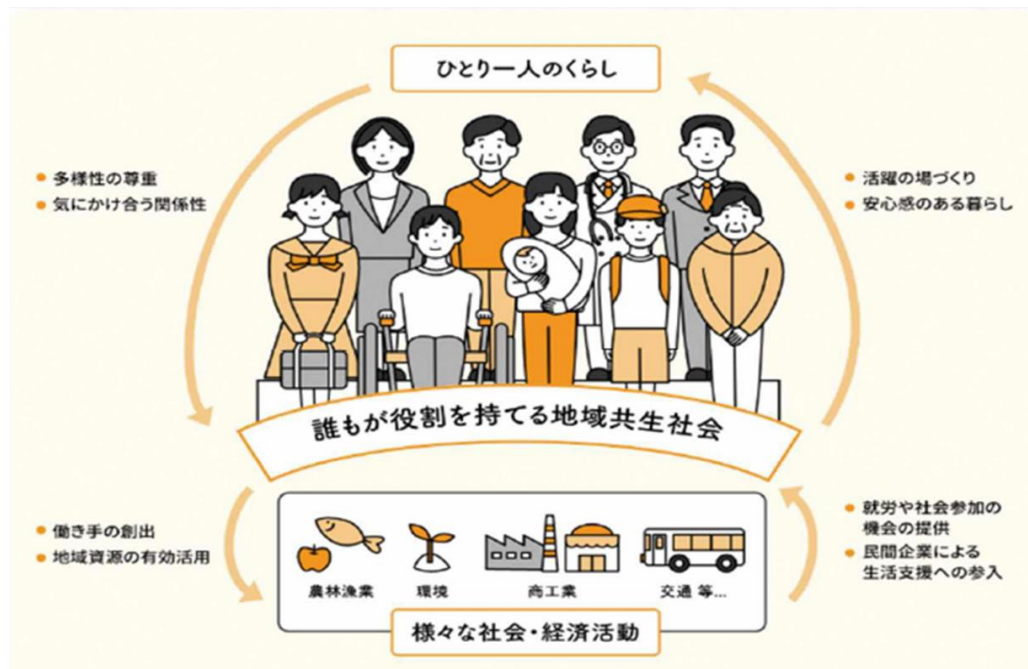 ひとり一人のくらし
● 多様性の尊重
● 気にかけ合う関係性
● 活躍の場づくり
● 安心感のある暮らし
誰もが役割を持てる地域共生社会
● 働き手の創出
● 地域資源の有効活用
● 就労や社会参加の
機会の提供
● 民間企業による
生活支援への参入
農林漁業 環境 商工業 交通 等...
様々な社会・経済活動